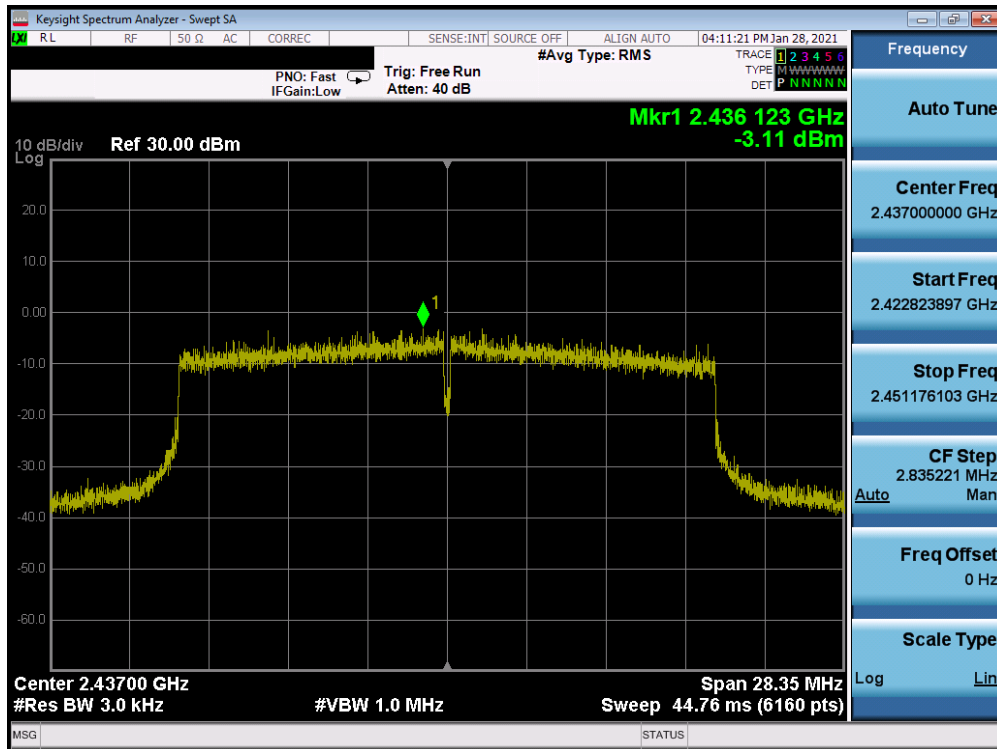 Keysight Spectrum Analyzer - Swept SA
LXI RL RF 50 Ω AC CORREC SENSE:INT SOURCE OFF ALIGN AUTO 04:11:21 PM Jan 28, 2021
#Avg Type: RMS
TRACE 1 2 3 4 5 6
PNO: Fast Trig: Free Run TYPE M W W W W W
IFGain:Low Atten: 40 dB DET P N N N N N
Mkr1 2.436 123 GHz
-3.11 dBm
10 dB/div Ref 30.00 dBm
Log
20.0
10.0
0.00
1
-10.0
-20.0
-30.0
-40.0
-50.0
-60.0
Center 2.43700 GHz Span 28.35 MHz
#Res BW 3.0 kHz #VBW 1.0 MHz Sweep 44.76 ms (6160 pts)
MSG STATUS
Frequency
Auto Tune
Center Freq
2.437000000 GHz
Start Freq
2.422823897 GHz
Stop Freq
2.451176103 GHz
CF Step
2.835221 MHz
Auto Man
Freq Offset
0 Hz
Scale Type
Log Lin